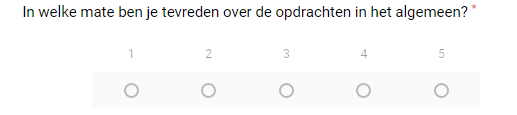 In welke mate ben je tevreden over de opdrachten in het algemeen? *
1 2 3 4 5